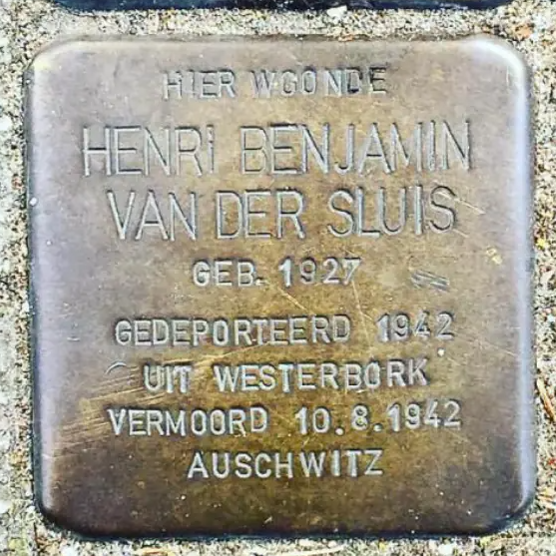 HIER WOONDE
HENRI BENJAMIN
VAN DER SLUIS
GEB. 1927
GEDEPORTEERD 1942
UIT WESTERBORK
VERMOORD 10.8.1942
AUSCHWITZ